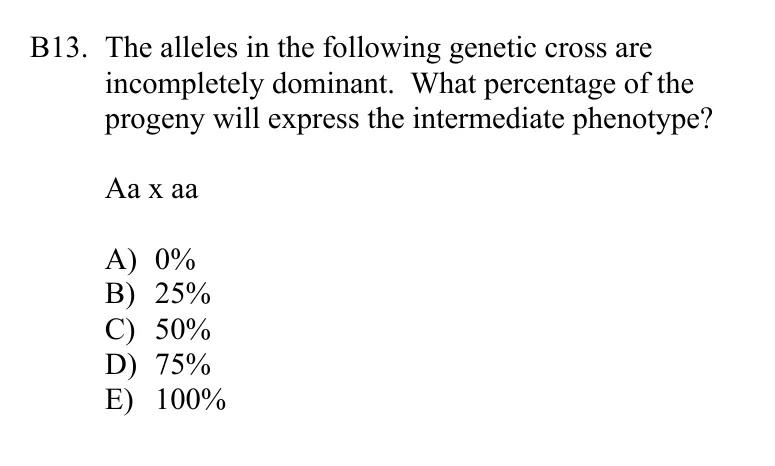 B13. The alleles in the following genetic cross are
incompletely dominant. What percentage of the
progeny will express the intermediate phenotype?
Aa x aa
A) 0%
B) 25%
C) 50%
D) 75%
E) 100%